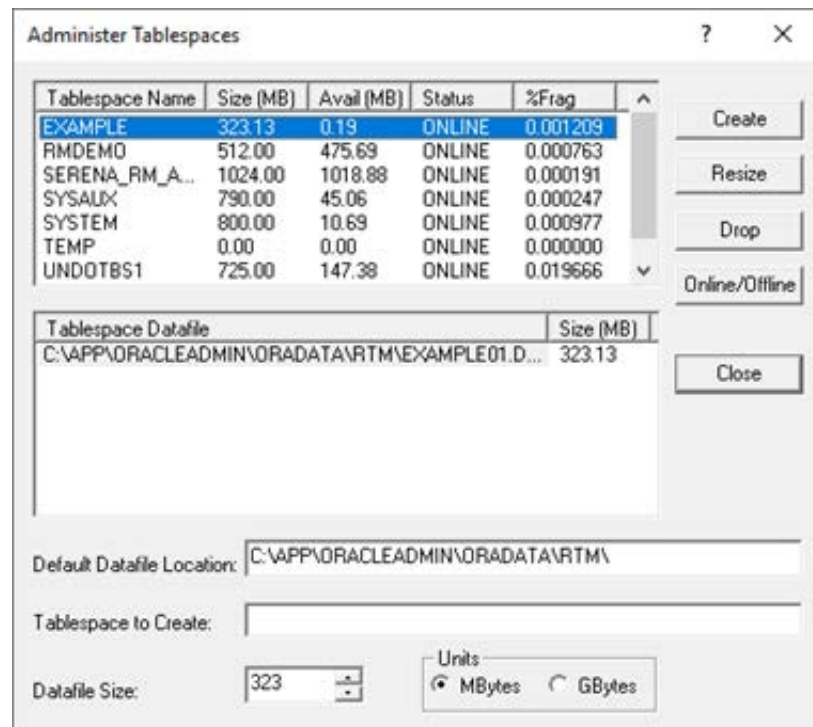 Administer Tablespaces ? ×
Tablespace Name Size (MB) Avail (MB) Status %Frag
EXAMPLE 323.13 0.19 ONLINE 0.001209
RMDEMO 512.00 475.69 ONLINE 0.000763
SERENA_RM_A... 1024.00 1018.88 ONLINE 0.000191
SYSAUX 790.00 45.06 ONLINE 0.000247
SYSTEM 800.00 10.69 ONLINE 0.000977
TEMP 0.00 0.00 ONLINE 0.000000
UNDOTBS1 725.00 147.38 ONLINE 0.019666
Create
Resize
Drop
Online/Offline
Close
Tablespace Datafile Size (MB)
C:\APP\ORACLEADMIN\ORADATA\RTM\EXAMPLE01.D... 323.13
Default Datafile Location: C:\APP\ORACLEADMIN\ORADATA\RTM\
Tablespace to Create:
Datafile Size: 323
Units
MBytes GBytes